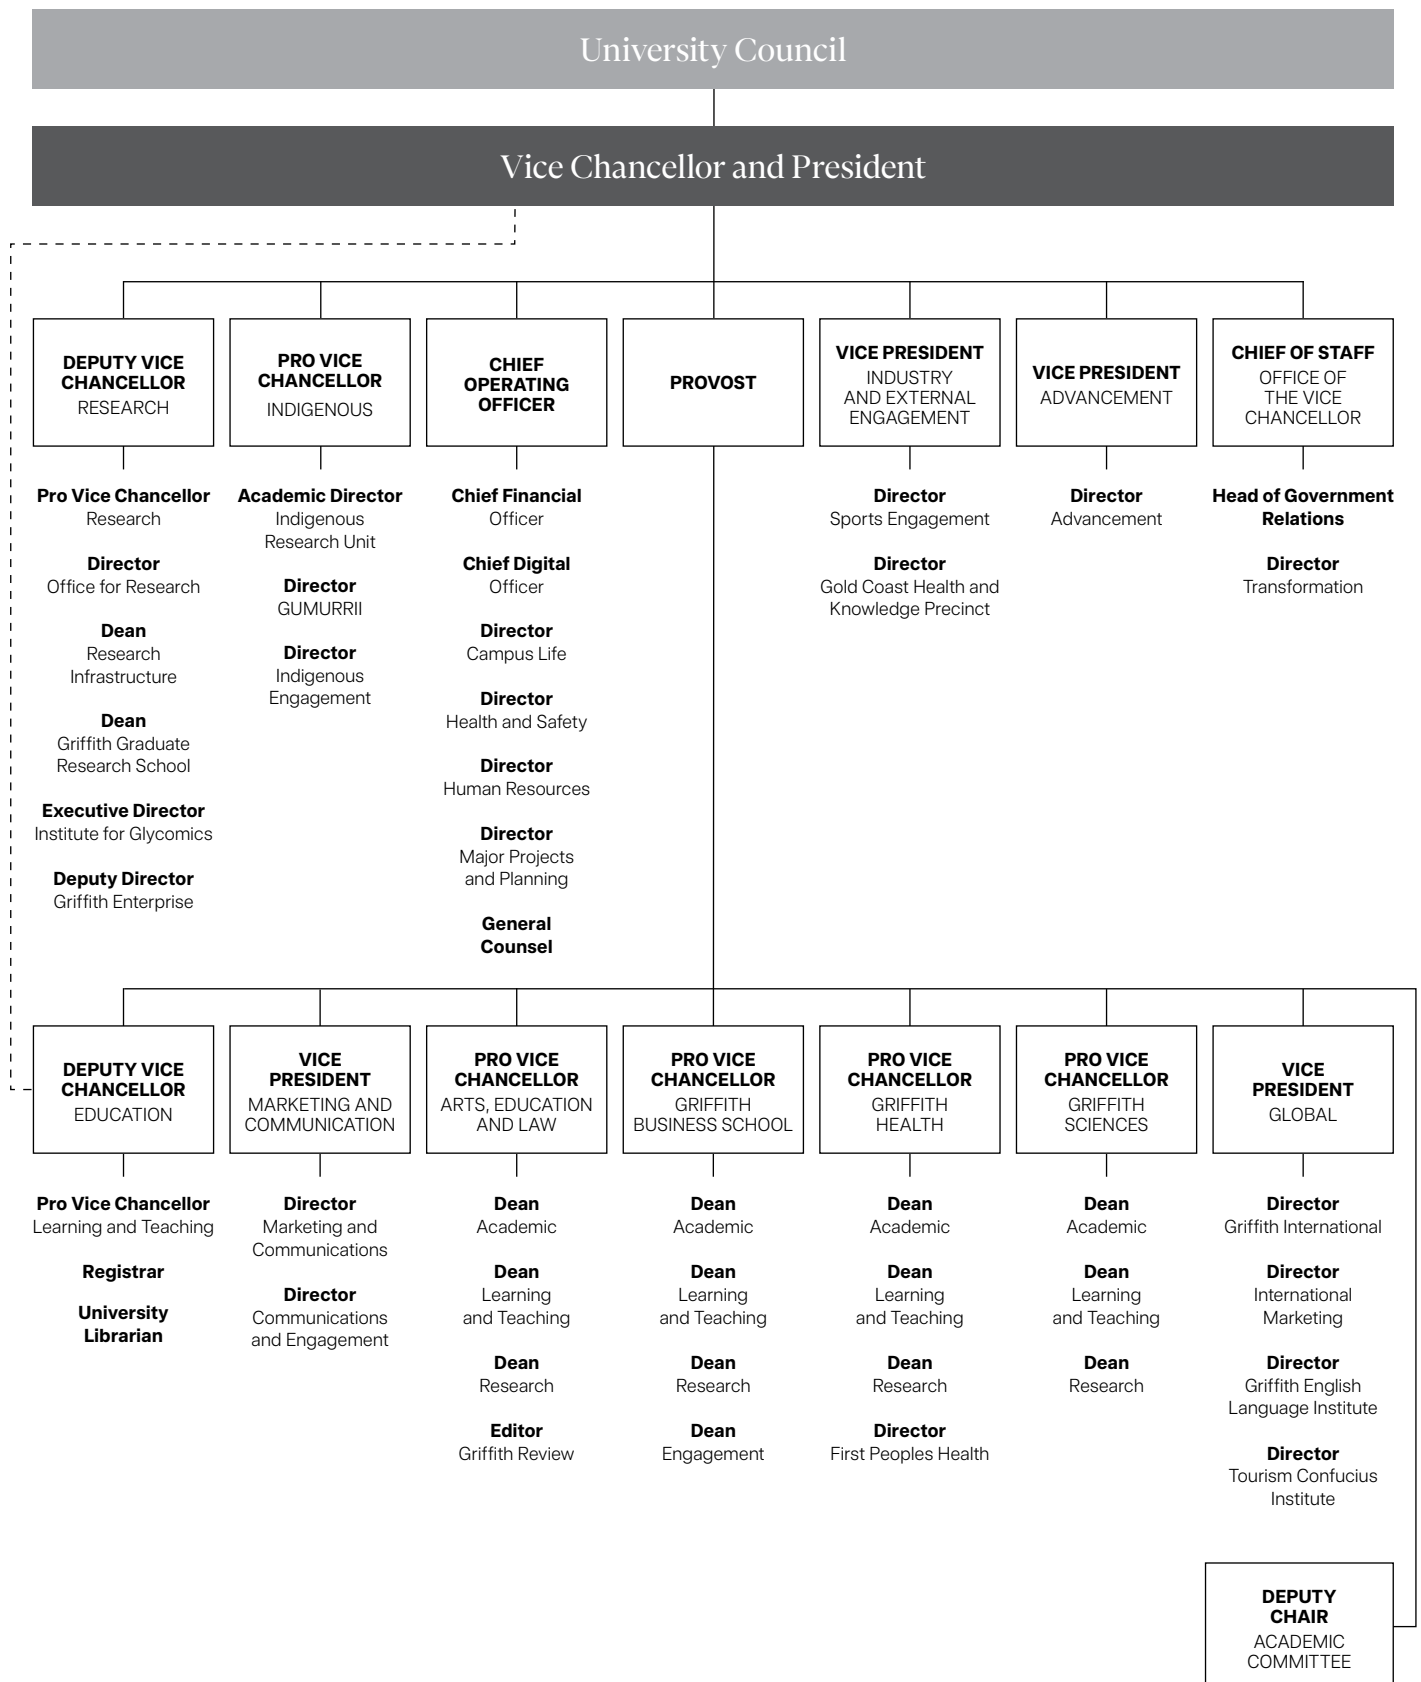 University Council
Vice Chancellor and President
DEPUTY VICE
CHANCELLOR
RESEARCH
PRO VICE
CHANCELLOR
INDIGENOUS
CHIEF
OPERATING
OFFICER
PROVOST
VICE PRESIDENT
INDUSTRY
AND EXTERNAL
ENGAGEMENT
VICE PRESIDENT
ADVANCEMENT
CHIEF OF STAFF
OFFICE OF
THE VICE
CHANCELLOR
Pro Vice Chancellor
Research
Director
Office for Research
Dean
Research
Infrastructure
Dean
Griffith Graduate
Research School
Executive Director
Institute for Glycomics
Deputy Director
Griffith Enterprise
Academic Director
Indigenous
Research Unit
Director
GUMURRII
Director
Indigenous
Engagement
Chief Financial
Officer
Chief Digital
Officer
Director
Campus Life
Director
Health and Safety
Director
Human Resources
Director
Major Projects
and Planning
General
Counsel
Director
Sports Engagement
Director
Gold Coast Health and
Knowledge Precinct
Director
Advancement
Head of Government
Relations
Director
Transformation
DEPUTY VICE
CHANCELLOR
EDUCATION
VICE
PRESIDENT
MARKETING AND
COMMUNICATION
PRO VICE
CHANCELLOR
ARTS, EDUCATION
AND LAW
PRO VICE
CHANCELLOR
GRIFFITH
BUSINESS SCHOOL
PRO VICE
CHANCELLOR
GRIFFITH
HEALTH
PRO VICE
CHANCELLOR
GRIFFITH
SCIENCES
VICE
PRESIDENT
GLOBAL
Pro Vice Chancellor
Learning and Teaching
Registrar
University
Librarian
Director
Marketing and
Communications
Director
Communications
and Engagement
Dean
Academic
Dean
Learning
and Teaching
Dean
Research
Editor
Griffith Review
Dean
Academic
Dean
Learning
and Teaching
Dean
Research
Dean
Engagement
Dean
Academic
Dean
Learning
and Teaching
Dean
Research
Director
First Peoples Health
Dean
Academic
Dean
Learning
and Teaching
Dean
Research
Director
Griffith International
Director
International
Marketing
Director
Griffith English
Language Institute
Director
Tourism Confucius
Institute
DEPUTY
CHAIR
ACADEMIC
COMMITTEE